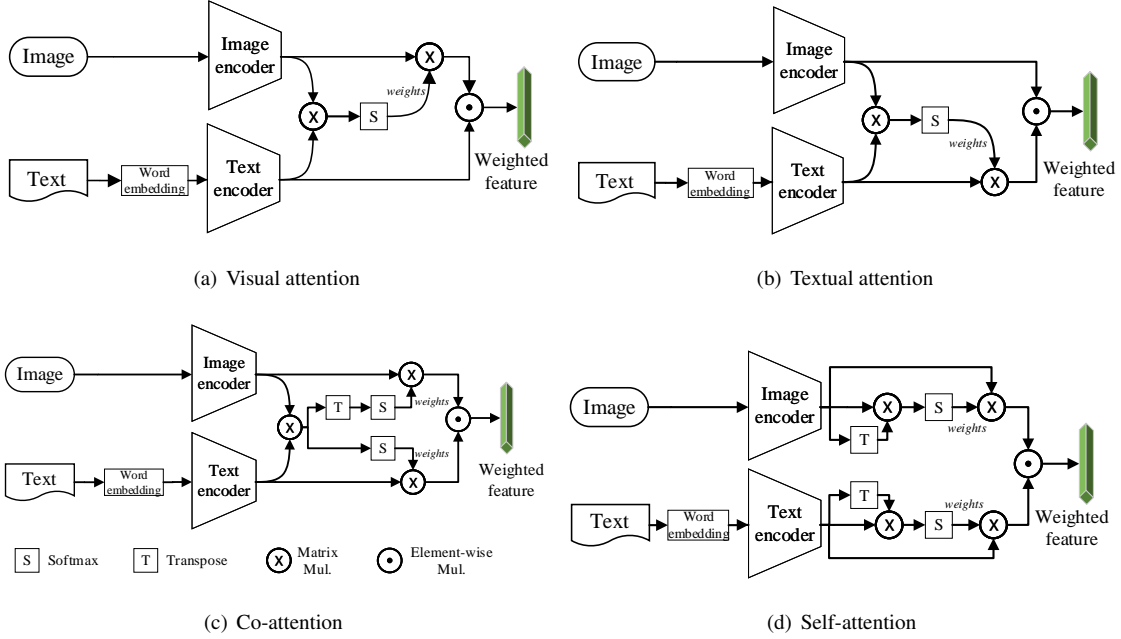 Image
Image
encoder
X
X
S
weights
Text
Word
embedding
Text
encoder
Weighted
feature
(a) Visual attention
Image
Image
encoder
X
S
weights
Text
Word
embedding
Text
encoder
X
Weighted
feature
(b) Textual attention
Image
Image
encoder
X
T
S
weights
X
S
weights
Text
Word
embedding
Text
encoder
X
Weighted
feature
S Softmax
T Transpose
X Matrix
Mul.
Element-wise
Mul.
(c) Co-attention
Image
Image
encoder
X
S
X
T
weights
Text
Word
embedding
Text
encoder
T
X
S
weights
X
Weighted
feature
(d) Self-attention